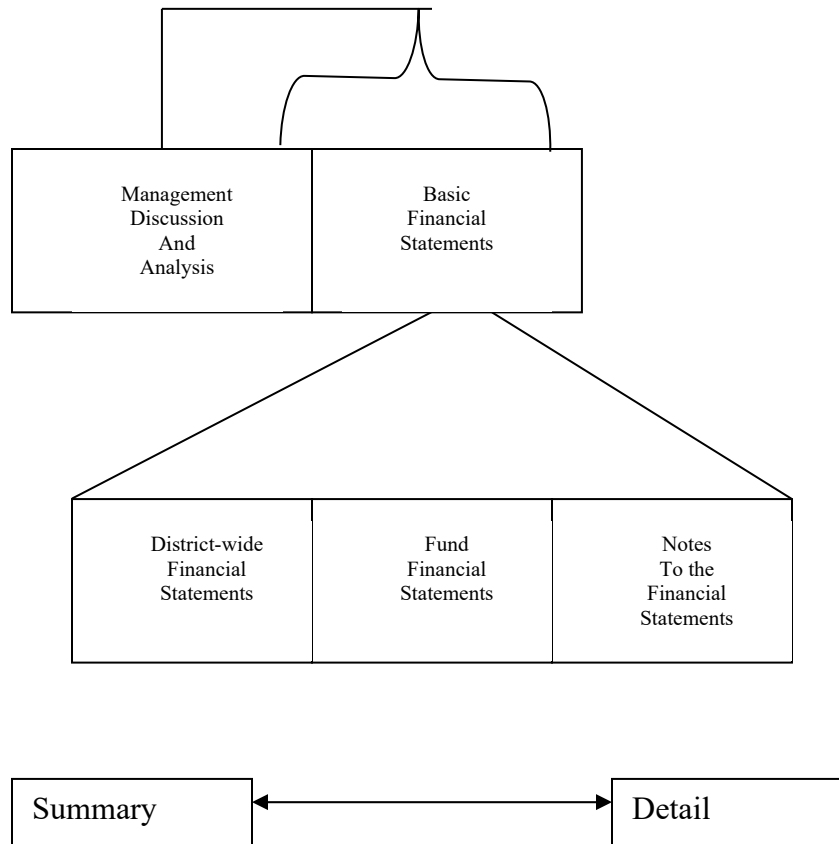 Management
Discussion
And
Analysis
Basic
Financial
Statements
District-wide
Financial
Statements
Fund
Financial
Statements
Notes
To the
Financial
Statements
Summary
Detail